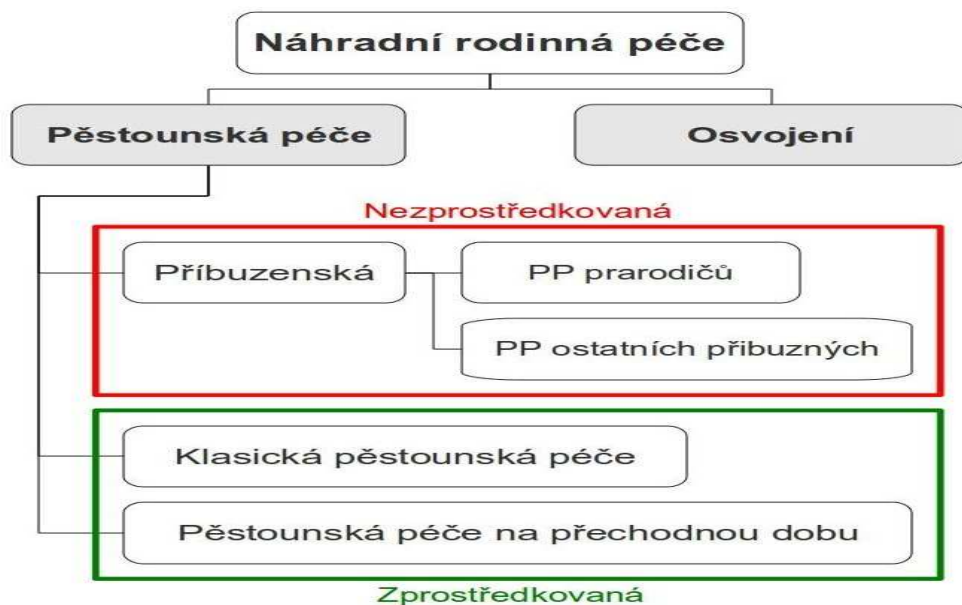 Náhradní rodinná péče
Pěstounská péče
Osvojení
Nezprostředkovaná
Příbuzenská
PP prarodičů
PP ostatních přibuzných
Klasická pěstounská péče
Pěstounská péče na přechodnou dobu
Zprostředkovaná